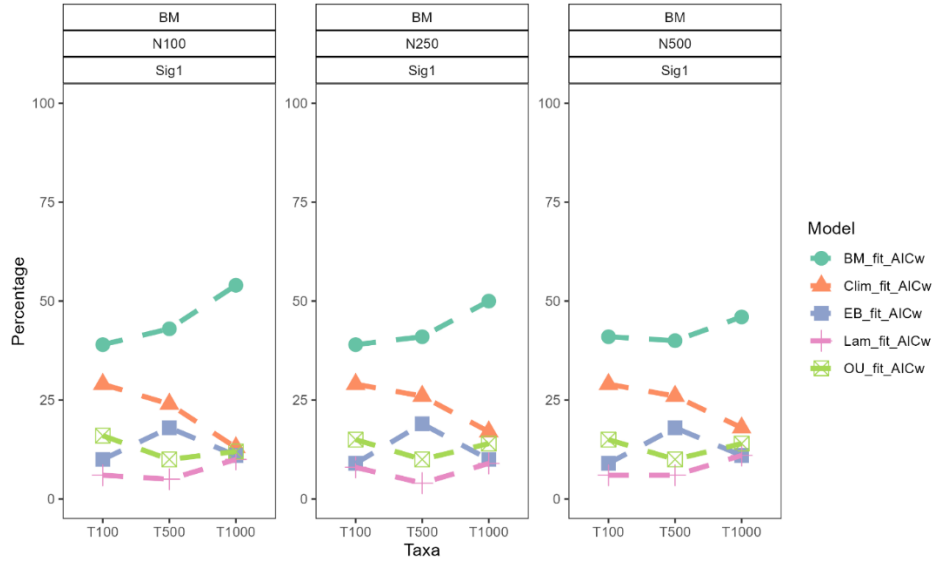 BM
BM
BM
N100
N250
N500
Sig1
Sig1
Sig1
100
100
100
75
75
75
50
50
50
25
25
25
0
0
0
Percentage
T100
T500
T1000
T100
T500
T1000
T100
T500
T1000
Taxa
Model
BM_fit_AICw
Clim_fit_AICw
EB_fit_AICw
Lam_fit_AICw
OU_fit_AICw